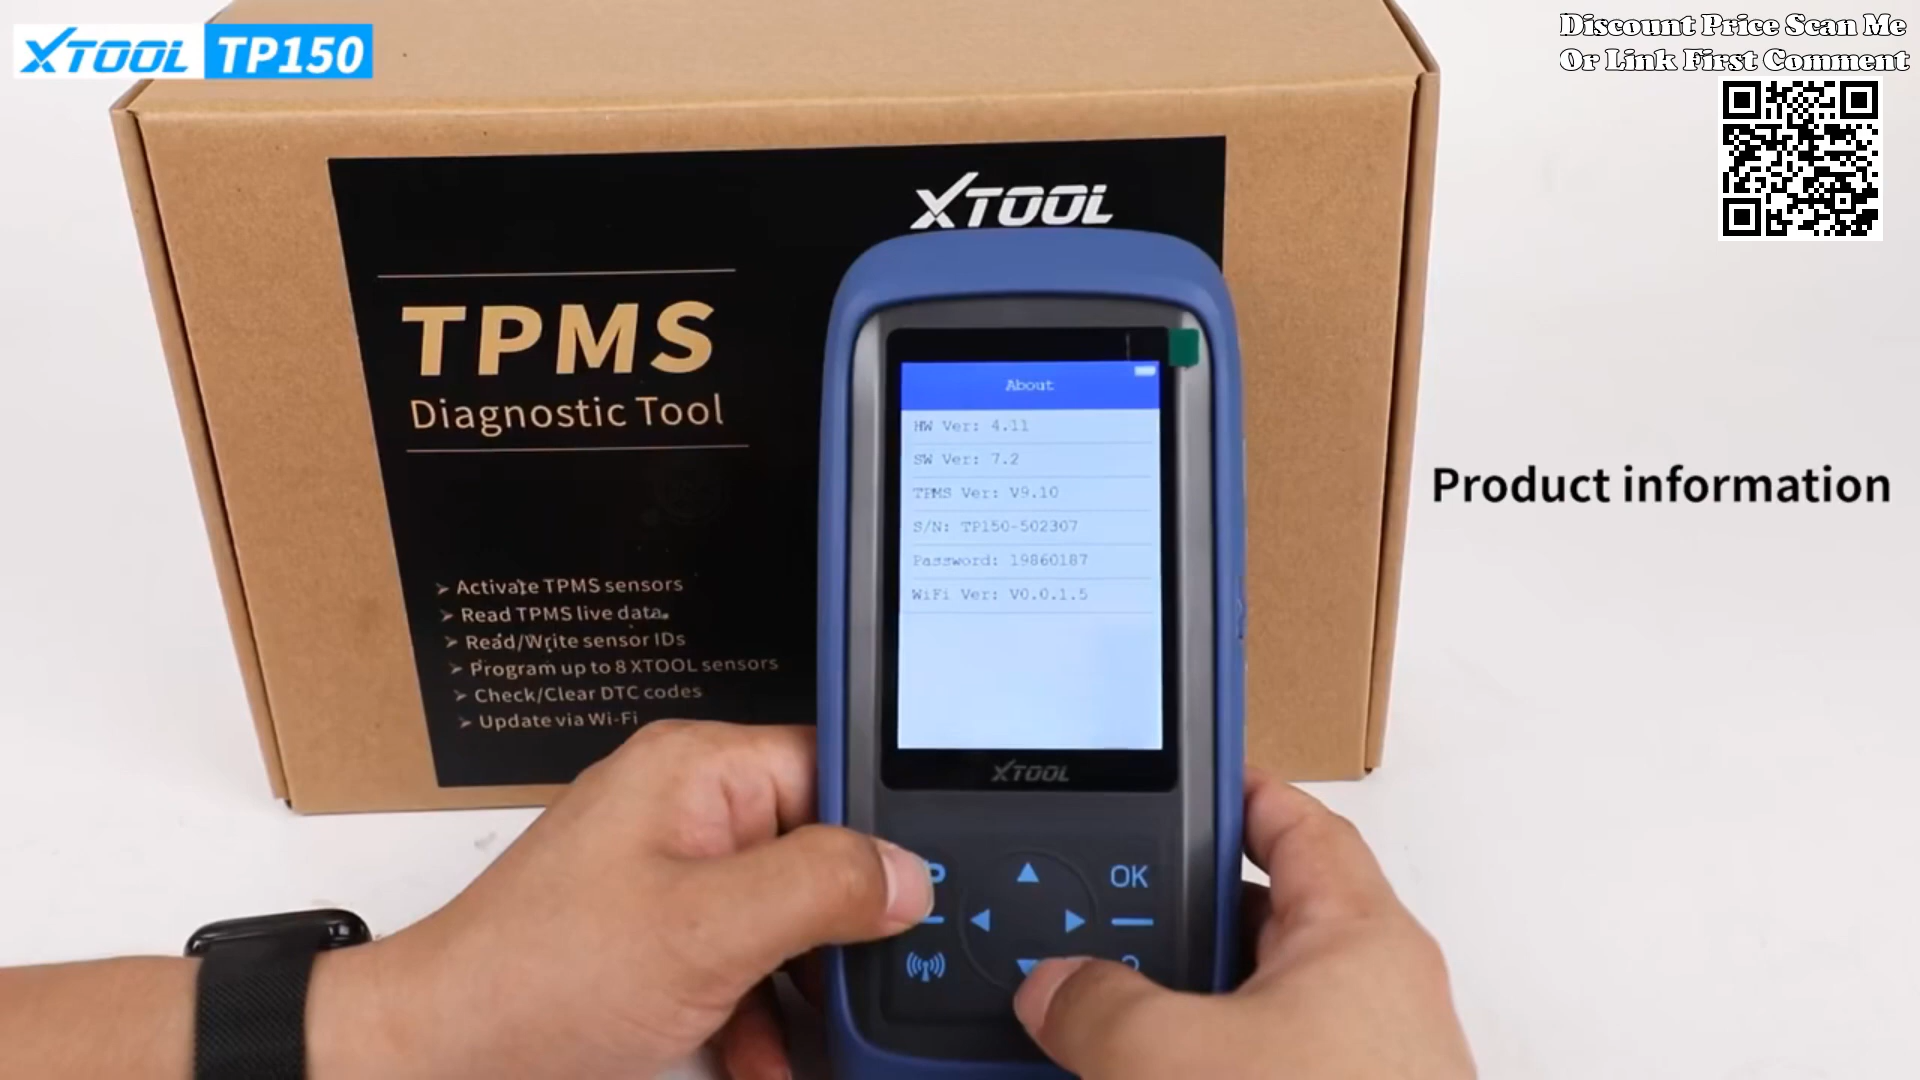 XTOOL TP150
Discount Price Scan Me
Or Link First Comment
XTOOL
TPMS
Diagnostic Tool
➤ Activate TPMS sensors
➤ Read TPMS live data
➤ Read/Write sensor IDs
➤ Program up to 8 XTOOL sensors
➤ Check/Clear DTC codes
➤ Update via Wi-Fi
About
HW Ver: 4.11
SW Ver: 7.2
TPMS Ver: V9.10
S/N: TP150-502307
Password: 19860187
WiFi Ver: V0.0.1.5
XTOOL
OK
Product information